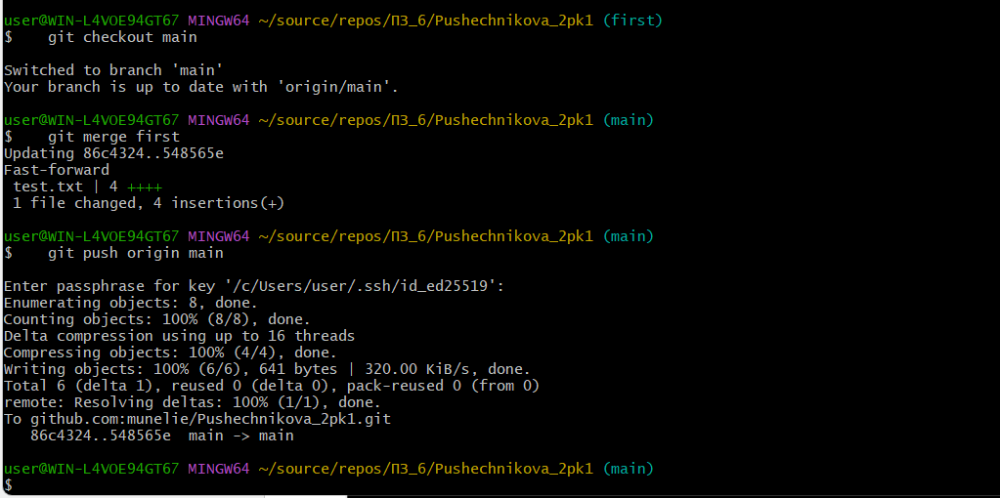 user@WIN-L4VOE94GT67 MINGW64 ~/source/repos/ПЗ_6/Pushechnikova_2pk1 (first)
$    git checkout main
Switched to branch 'main'
Your branch is up to date with 'origin/main'.
user@WIN-L4VOE94GT67 MINGW64 ~/source/repos/ПЗ_6/Pushechnikova_2pk1 (main)
$    git merge first
Updating 86c4324..548565e
Fast-forward
 test.txt | 4 ++++
 1 file changed, 4 insertions(+)
user@WIN-L4VOE94GT67 MINGW64 ~/source/repos/ПЗ_6/Pushechnikova_2pk1 (main)
$    git push origin main
Enter passphrase for key '/c/Users/user/.ssh/id_ed25519':
Enumerating objects: 8, done.
Counting objects: 100% (8/8), done.
Delta compression using up to 16 threads
Compressing objects: 100% (4/4), done.
Writing objects: 100% (6/6), 641 bytes | 320.00 KiB/s, done.
Total 6 (delta 1), reused 0 (delta 0), pack-reused 0 (from 0)
remote: Resolving deltas: 100% (1/1), done.
To github.com:munelie/Pushechnikova_2pk1.git
   86c4324..548565e  main -> main
user@WIN-L4VOE94GT67 MINGW64 ~/source/repos/ПЗ_6/Pushechnikova_2pk1 (main)
$